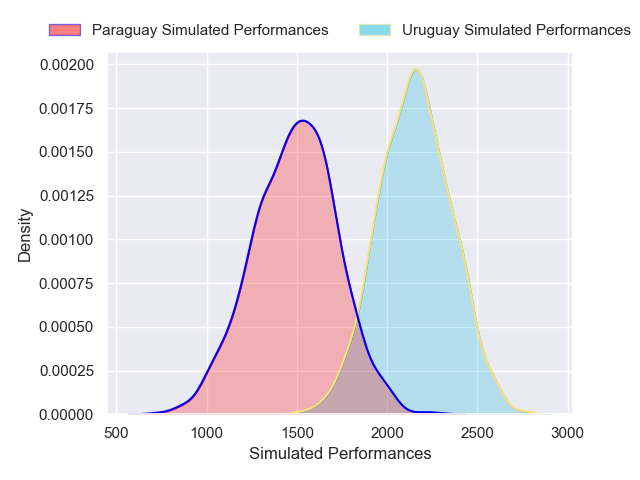 Paraguay Simulated Performances
Uruguay Simulated Performances
0.00200
0.00175
0.00150
0.00125
0.00100
0.00075
0.00050
0.00025
0.00000
Density
500 1000 1500 2000 2500 3000
Simulated Performances